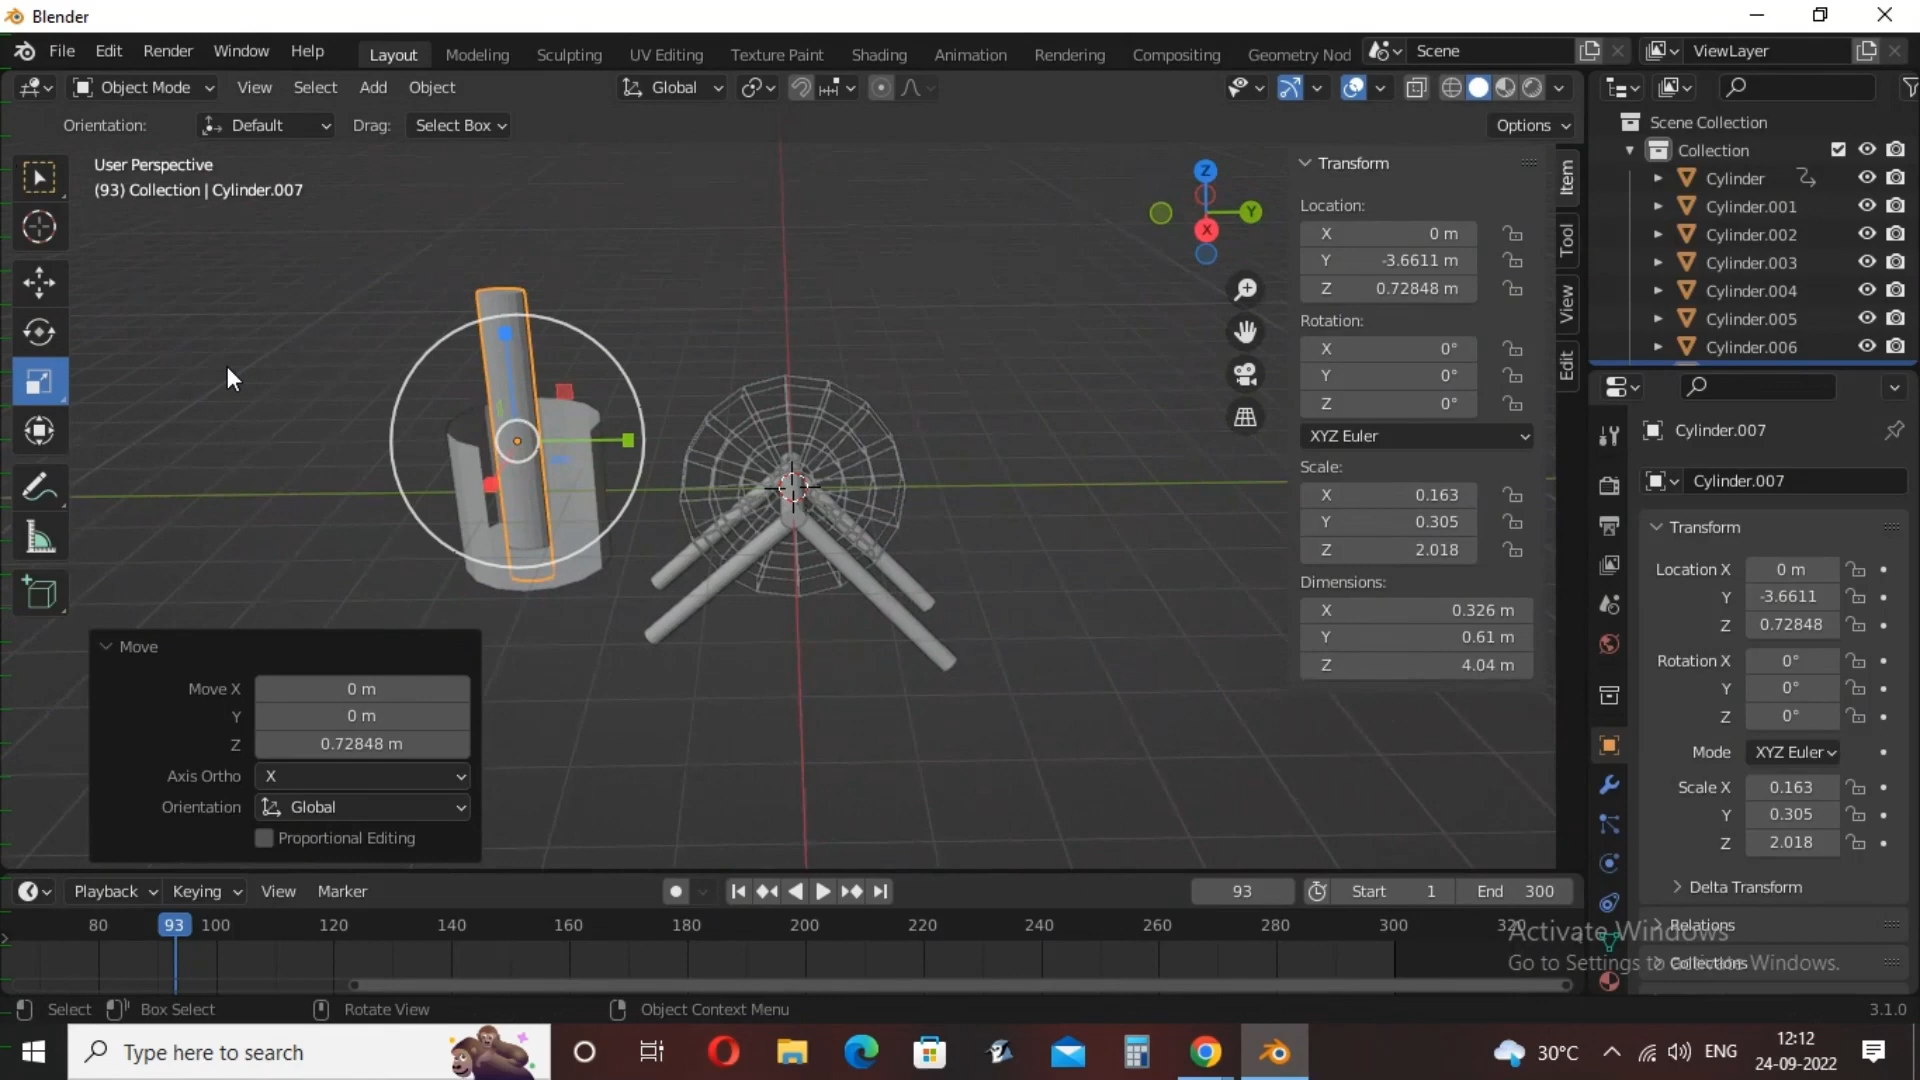 Blender
File Edit Render Window Help
Layout Modeling Sculpting UV Editing Texture Paint Shading Animation Rendering Compositing Geometry Nod
Scene
ViewLayer
Object Mode View Select Add Object
Global
Orientation: Default Drag: Select Box
Options
User Perspective
(93) Collection | Cylinder.007
Z
Y
X
Transform
Location:
X 0 m
Y -3.6611 m
Z 0.72848 m
Rotation:
X 0°
Y 0°
Z 0°
XYZ Euler
Scale:
X 0.163
Y 0.305
Z 2.018
Dimensions:
X 0.326 m
Y 0.61 m
Z 4.04 m
Item
Tool
View
Edit
Scene Collection
Collection
Cylinder
Cylinder.001
Cylinder.002
Cylinder.003
Cylinder.004
Cylinder.005
Cylinder.006
Cylinder.007
Cylinder.007
Transform
Location X 0 m
Y -3.6611
Z 0.72848
Rotation X 0°
Y 0°
Z 0°
Mode XYZ Euler
Scale X 0.163
Y 0.305
Z 2.018
Delta Transform
Relations
Collections
Move
Move X 0 m
Y 0 m
Z 0.72848 m
Axis Ortho X
Orientation Global
Proportional Editing
Playback Keying View Marker
93
Start 1
End 300
80 93 100 120 140 160 180 200 220 240 260 280 300 320
Activate Windows
Go to Settings to activate Windows.
Select Box Select Rotate View Object Context Menu
3.1.0
Type here to search
30°C
ENG
12:12
24-09-2022